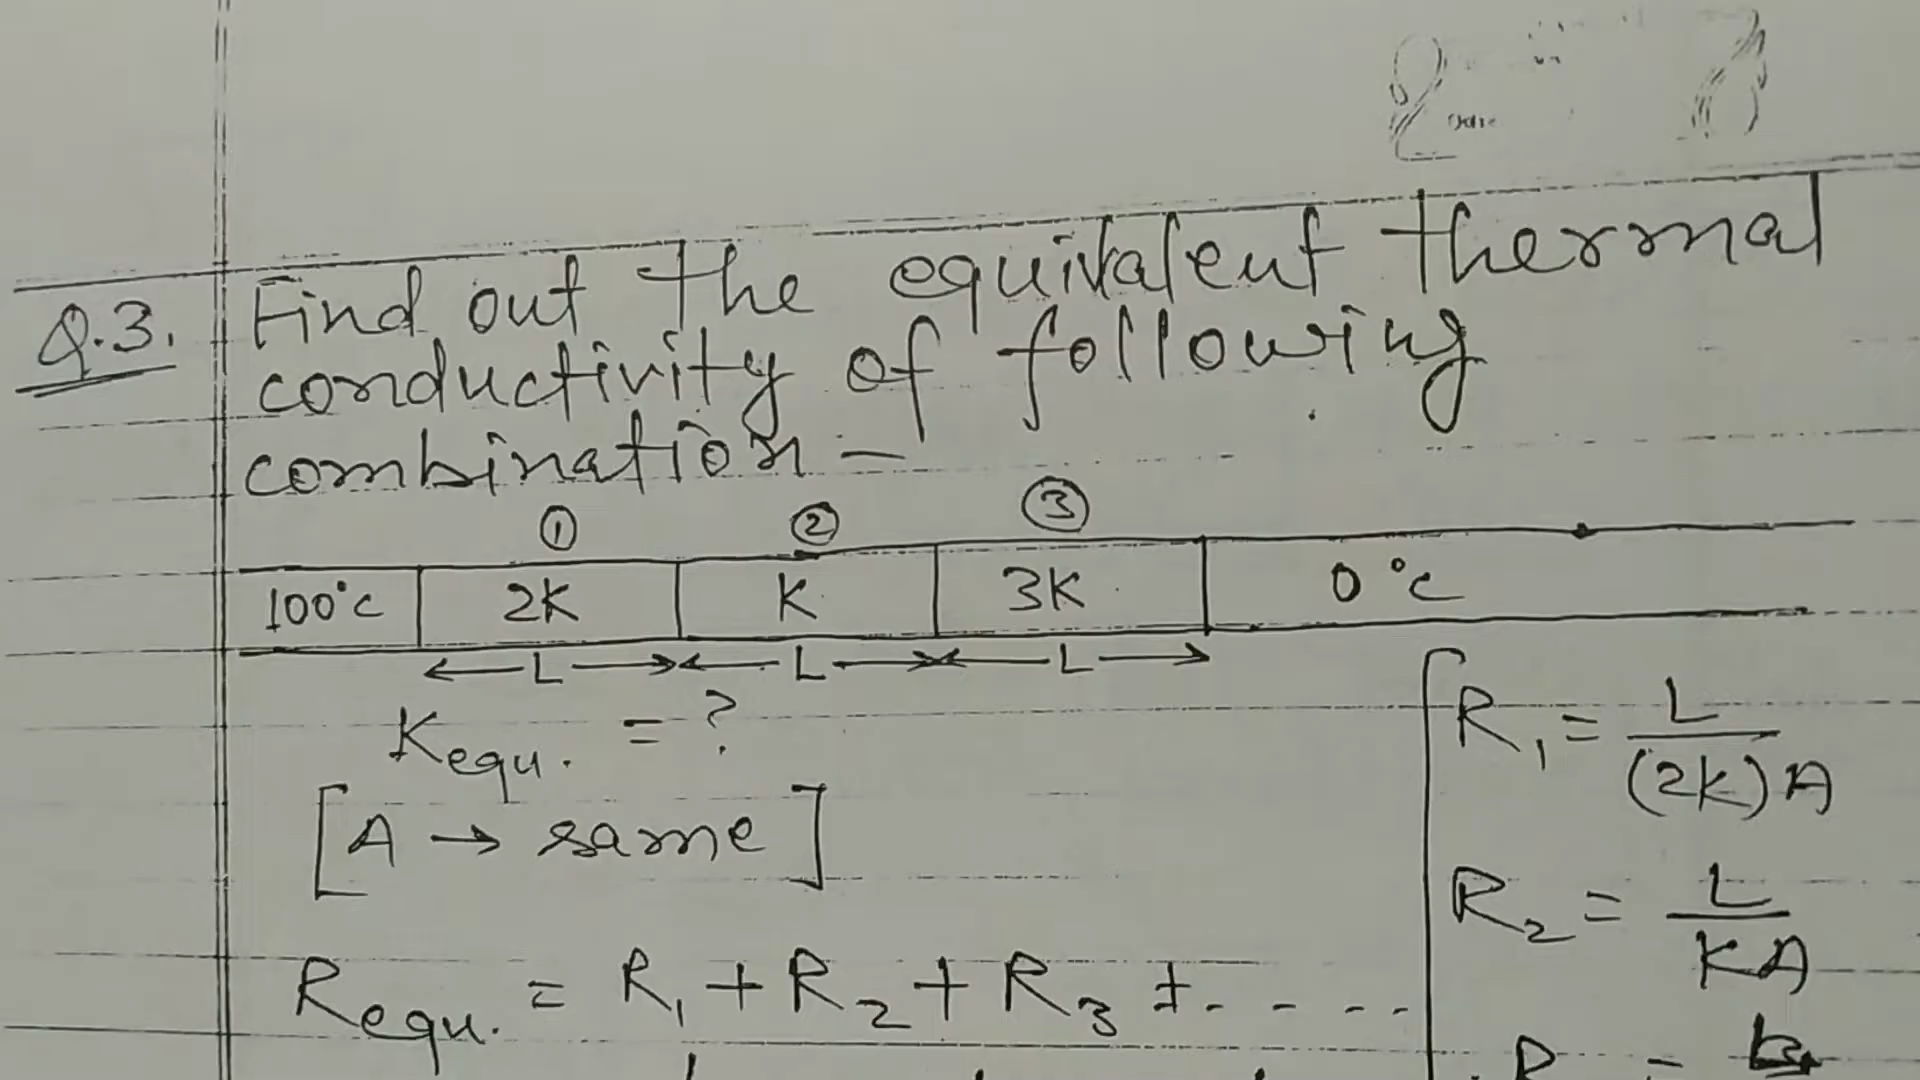 Date
Q.3. Find out the equivalent thermal
conductivity of following
combination –
① ② ③
100°c 2K K 3K 0 °c
L L L
Kequ. = ?
[A → same]
Requ. = R1 + R2 + R3 + - - - -
R1 = L/(2K)A
R2 = L/KA